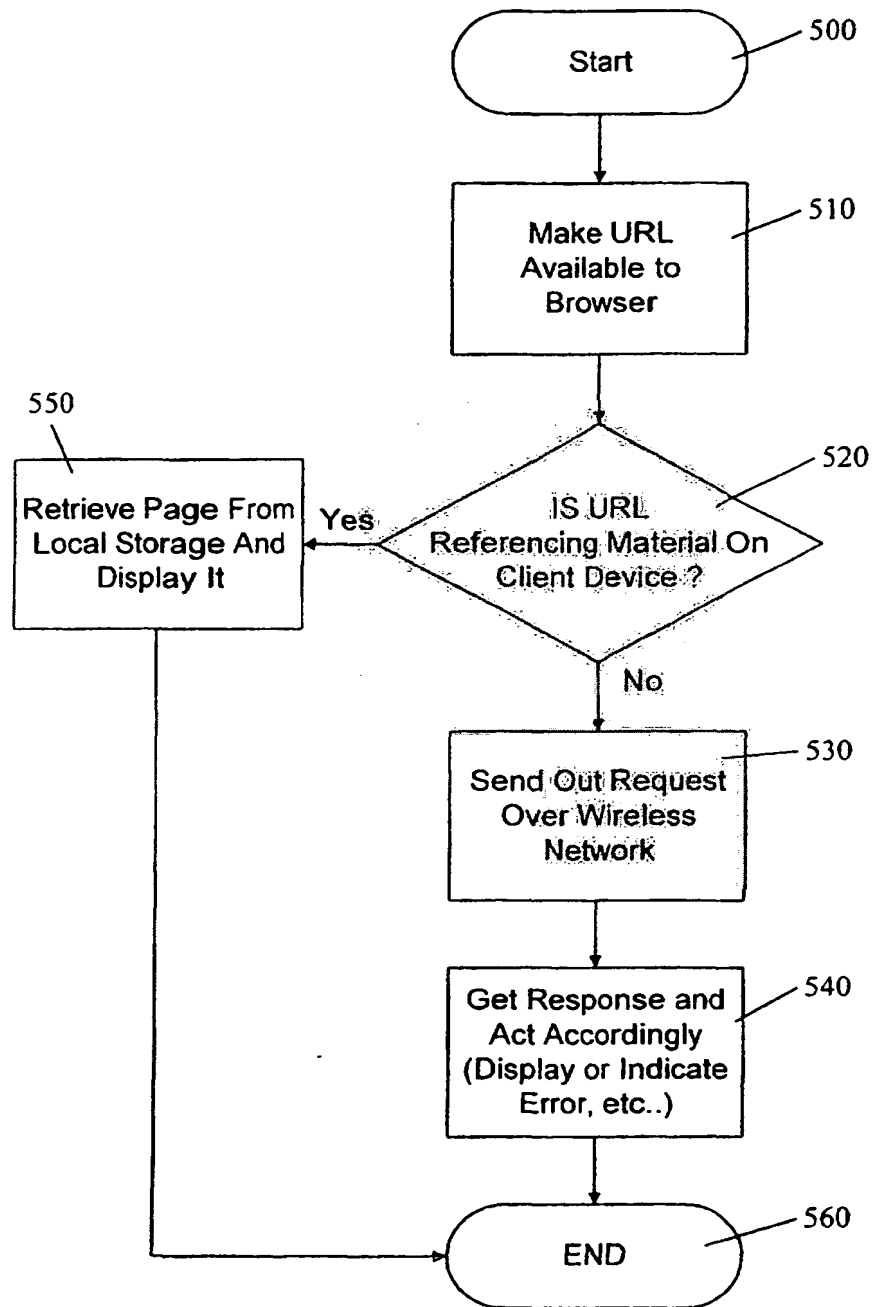 Start
500
Make URL
Available to
Browser
510
IS URL
Referencing Material On
Client Device ?
520
Yes
550
Retrieve Page From
Local Storage And
Display It
No
Send Out Request
Over Wireless
Network
530
Get Response and
Act Accordingly
(Display or Indicate
Error, etc..)
540
END
560